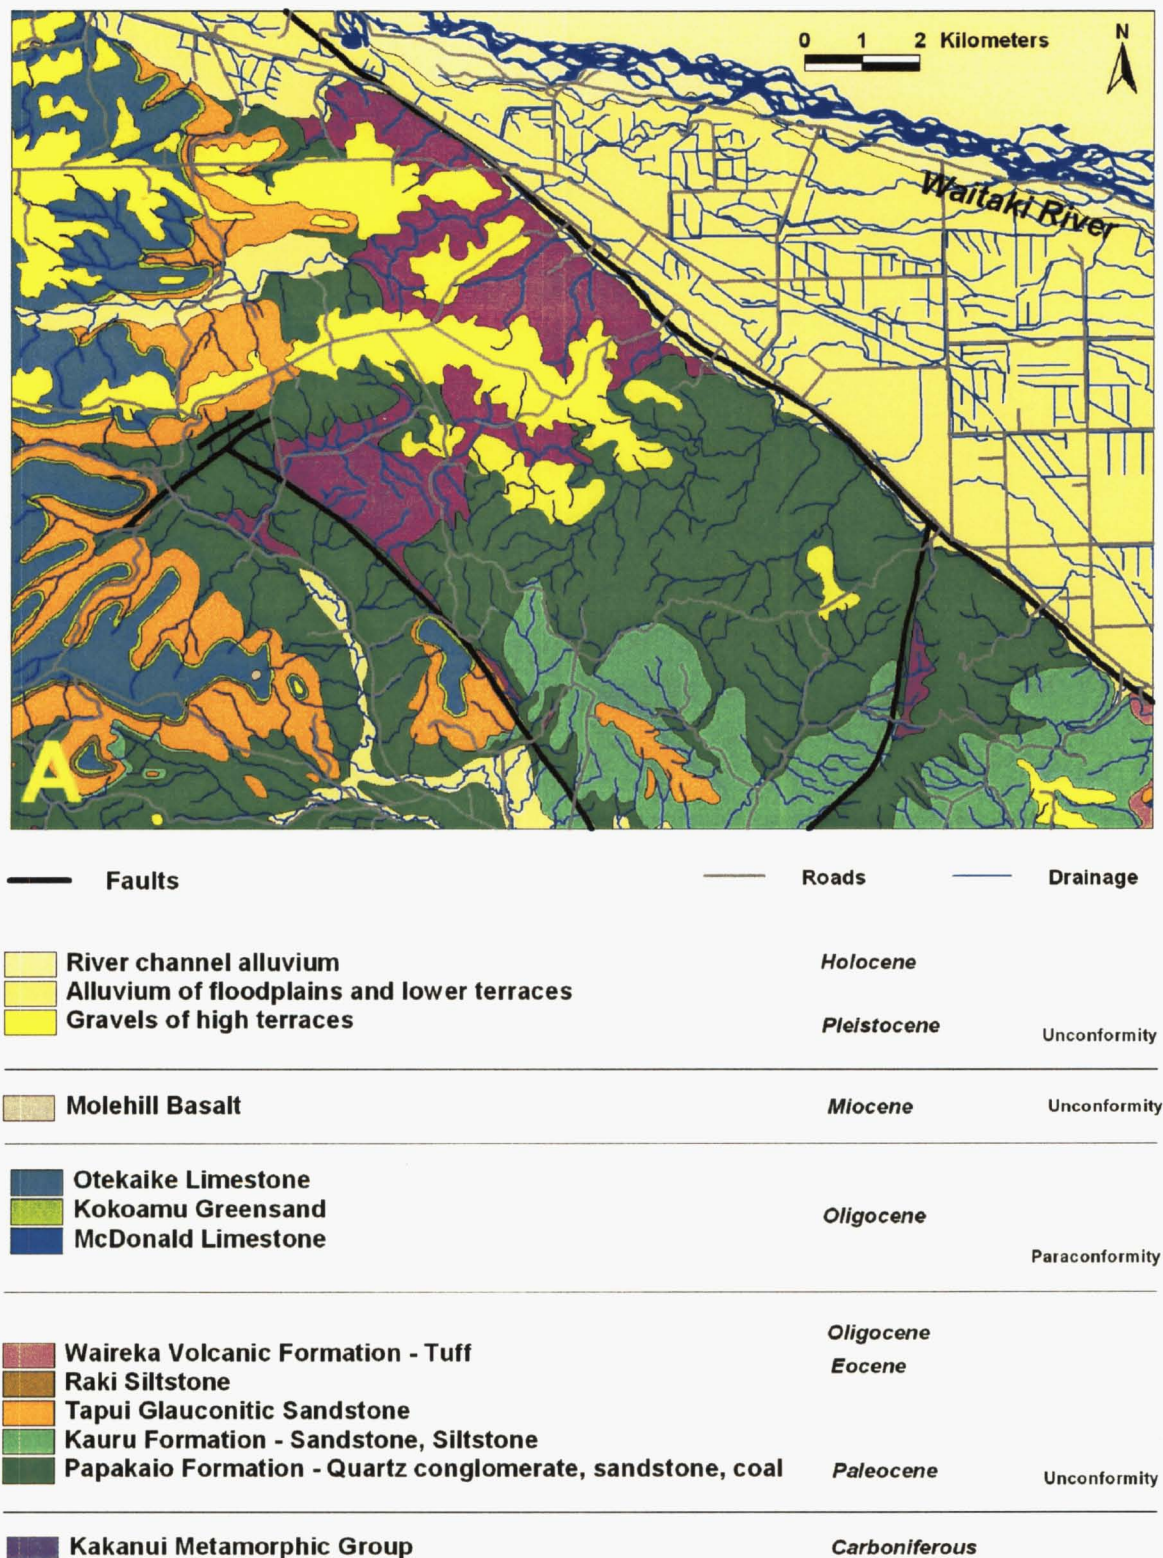 N
0 1 2 Kilometers
Waitaki River
A
Faults Roads Drainage
River channel alluvium Holocene
Alluvium of floodplains and lower terraces
Gravels of high terraces Pleistocene Unconformity
Molehill Basalt Miocene Unconformity
Otekaike Limestone
Kokoamu Greensand Oligocene
McDonald Limestone
Paraconformity
Oligocene
Waireka Volcanic Formation - Tuff Eocene
Raki Siltstone
Tapui Glauconitic Sandstone
Kauru Formation - Sandstone, Siltstone
Papakaio Formation - Quartz conglomerate, sandstone, coal Paleocene Unconformity
Kakanui Metamorphic Group Carboniferous